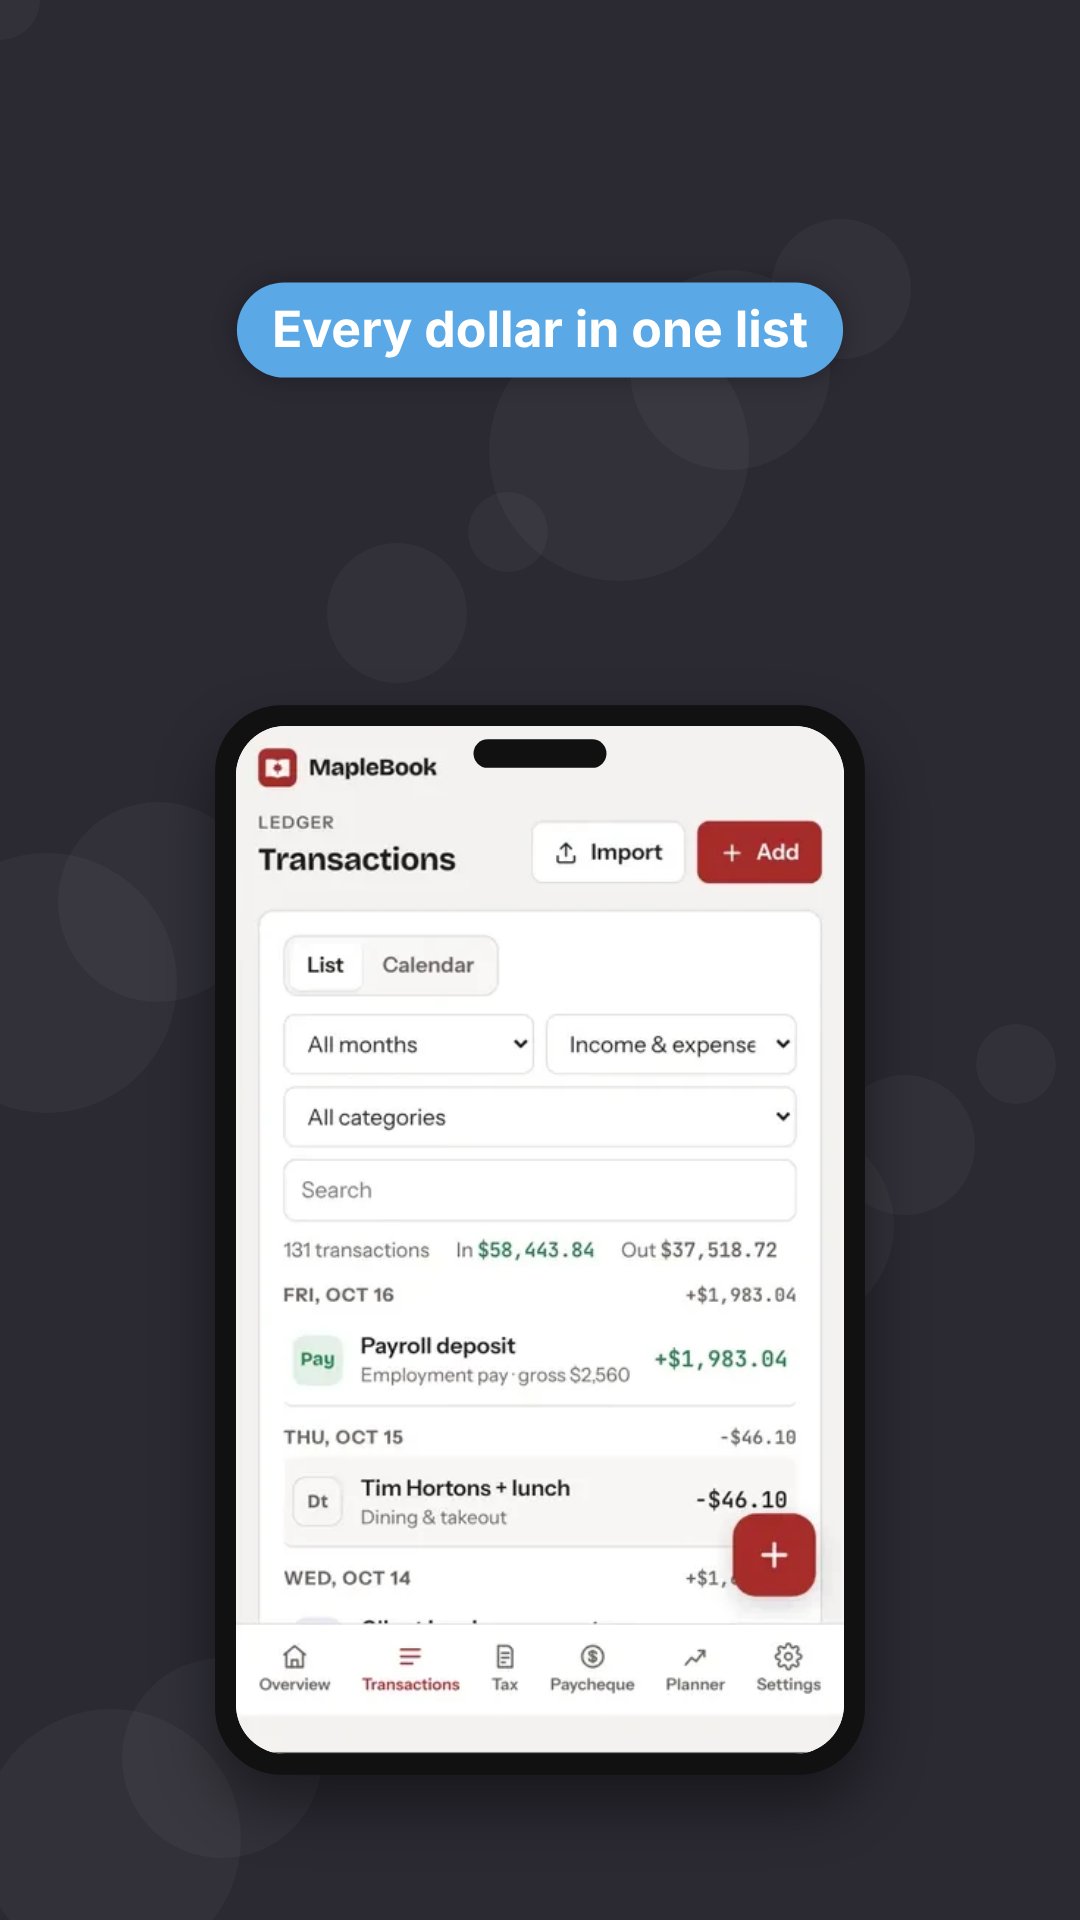 Every dollar in one list
MapleBook
LEDGER
Transactions
Import
+ Add
List
Calendar
All months
Income & expense
All categories
Search
131 transactions In $58,443.84 Out $37,518.72
FRI, OCT 16 +$1,983.04
Pay
Payroll deposit
Employment pay · gross $2,560
+$1,983.04
THU, OCT 15 -$46.10
Dt
Tim Hortons + lunch
Dining & takeout
-$46.10
WED, OCT 14 +$1,
+
Overview
Transactions
Tax
Paycheque
Planner
Settings